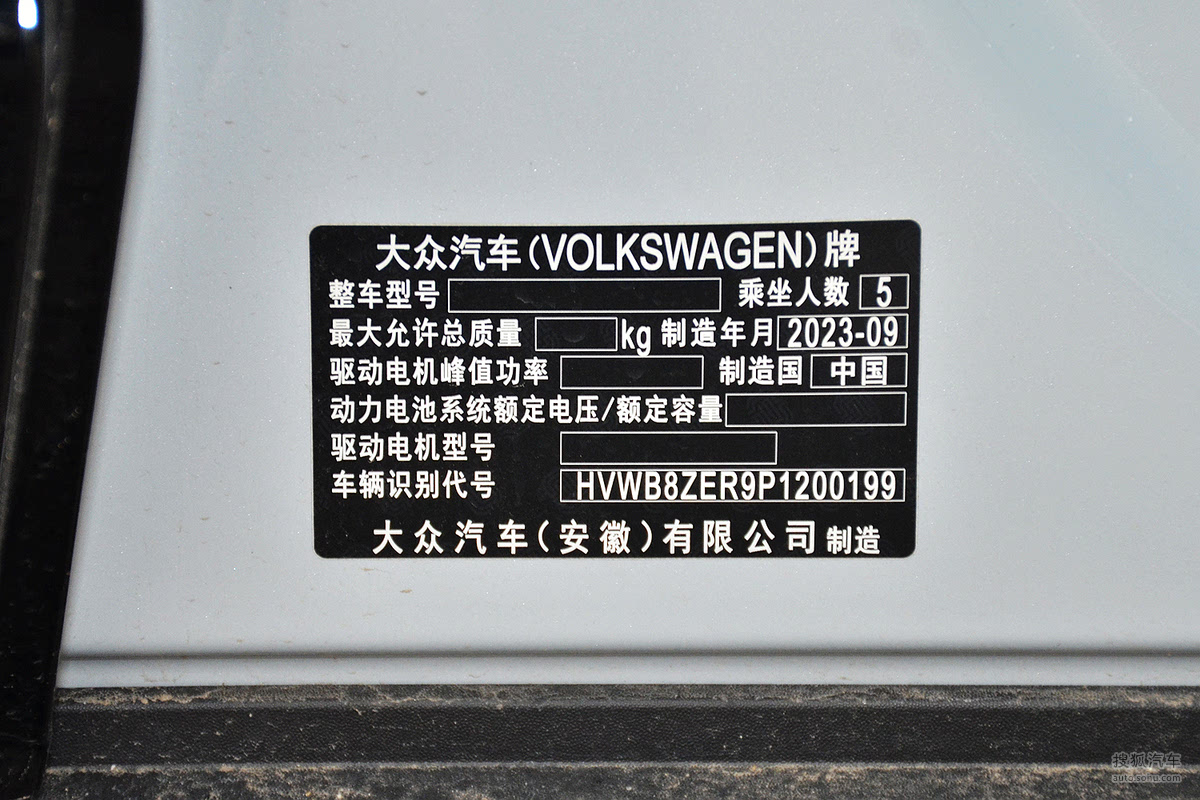 大众汽车(VOLKSWAGEN)牌
整车型号 乘坐人数 5
最大允许总质量 kg 制造年月 2023-09
驱动电机峰值功率 制造国 中国
动力电池系统额定电压/额定容量
驱动电机型号
车辆识别代号 HVWB8ZER9P1200199
大众汽车(安徽)有限公司 制造
搜狐汽车
auto.sohu.com